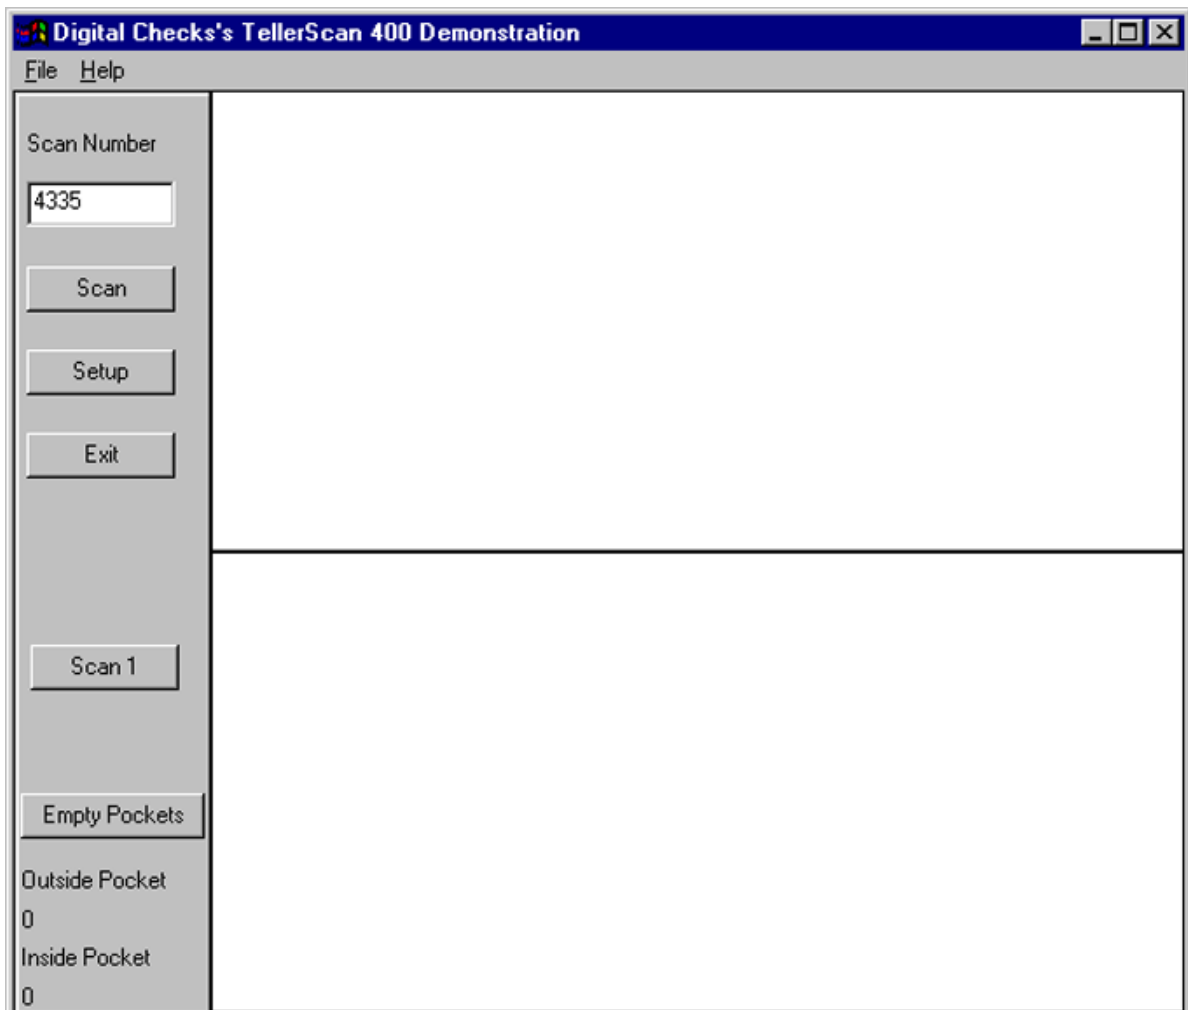 Digital Checks's TellerScan 400 Demonstration
File Help
Scan Number
4335
Scan
Setup
Exit
Scan 1
Empty Pockets
Outside Pocket
0
Inside Pocket
0